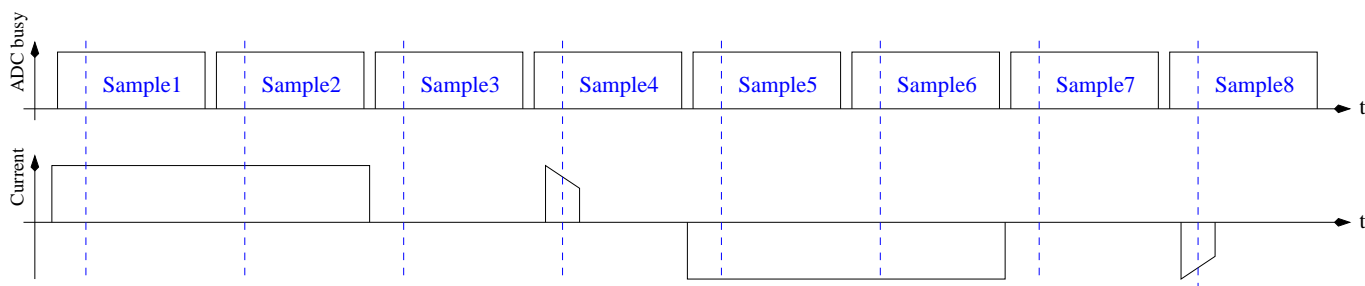 ADC busy
Sample1 Sample2 Sample3 Sample4 Sample5 Sample6 Sample7 Sample8
t
Current
t